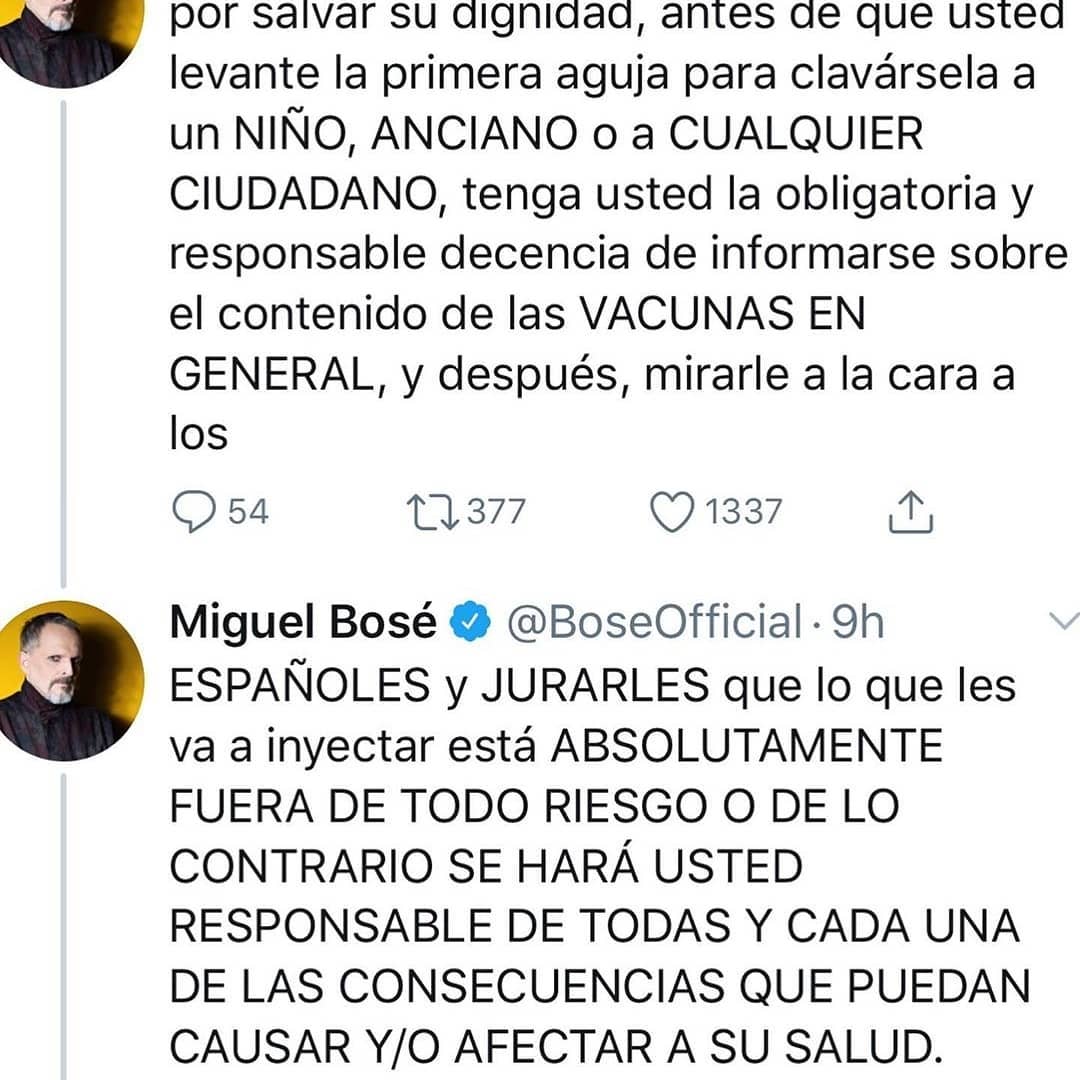 por salvar su dignidad, antes de que usted
levante la primera aguja para clavársela a
un NIÑO, ANCIANO o a CUALQUIER
CIUDADANO, tenga usted la obligatoria y
responsable decencia de informarse sobre
el contenido de las VACUNAS EN
GENERAL, y después, mirarle a la cara a
los
54 377 1337
Miguel Bosé @BoseOfficial · 9h
ESPAÑOLES y JURARLES que lo que les
va a inyectar está ABSOLUTAMENTE
FUERA DE TODO RIESGO O DE LO
CONTRARIO SE HARÁ USTED
RESPONSABLE DE TODAS Y CADA UNA
DE LAS CONSECUENCIAS QUE PUEDAN
CAUSAR Y/O AFECTAR A SU SALUD.